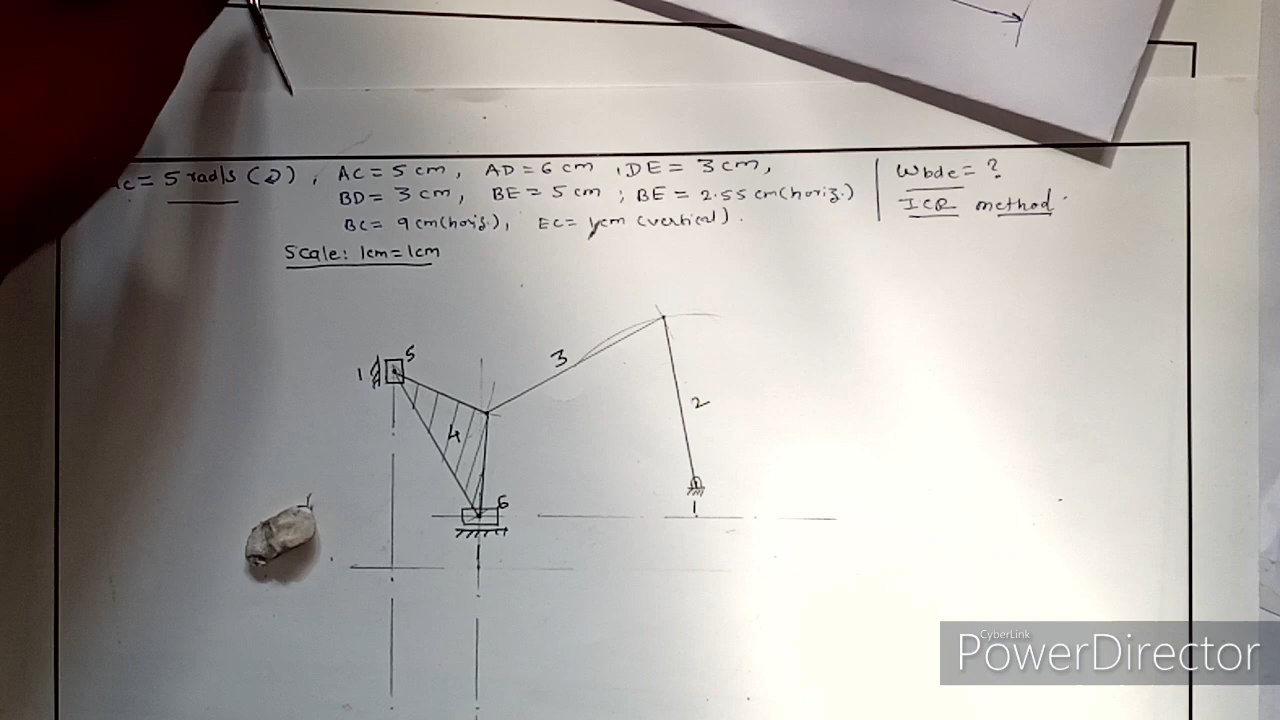 c = 5 rad/s (2), AC = 5 cm, AD = 6 cm, DE = 3 cm,
BD = 3 cm, BE = 5 cm ; BE = 2.55 cm (horiz.)
BC = 9 cm (horiz.), EC = 1 cm (vertical).
Wbde = ?
ICR method.
Scale: 1cm = 1cm
1
5
3
4
2
6
1
CyberLink
PowerDirector